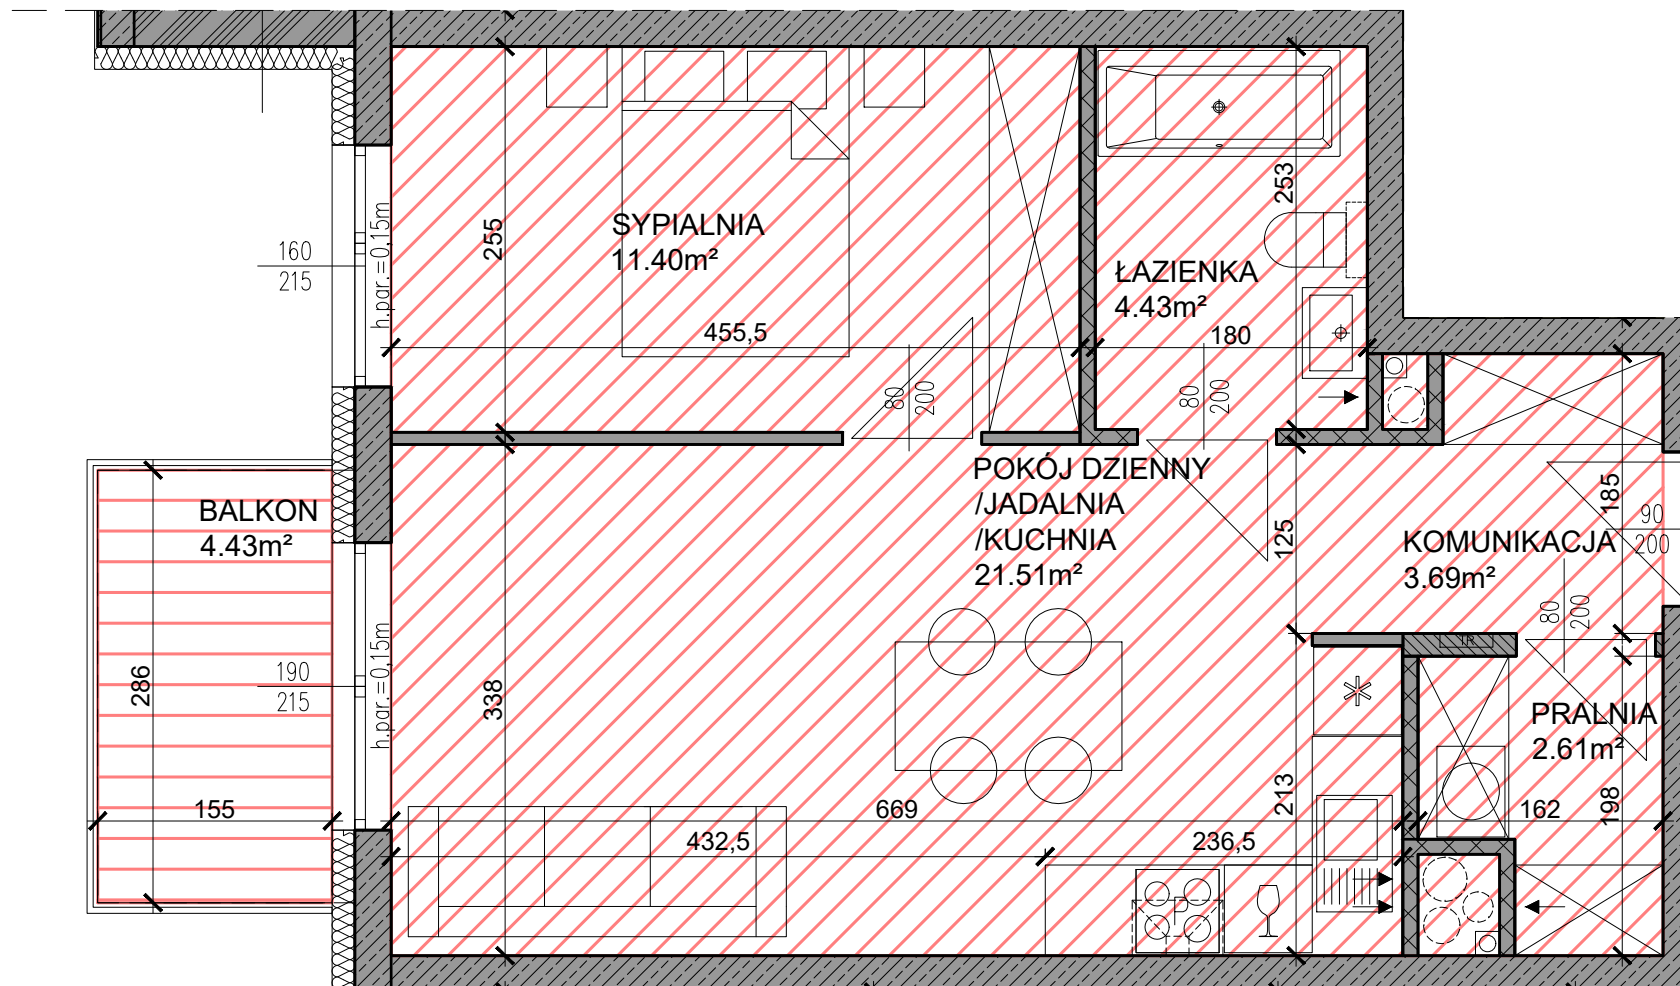 SYPIALNIA
11.40m²
255
455,5
h.par.=0,15m
160
215
80
200
ŁAZIENKA
4.43m²
253
180
80
200
POKÓJ DZIENNY
/JADALNIA
/KUCHNIA
21.51m²
125
185
KOMUNIKACJA
3.69m²
90
200
80
200
TR
BALKON
4.43m²
286
155
190
215
h.par.=0,15m
338
669
432,5
236,5
213
PRALNIA
2.61m²
162
198